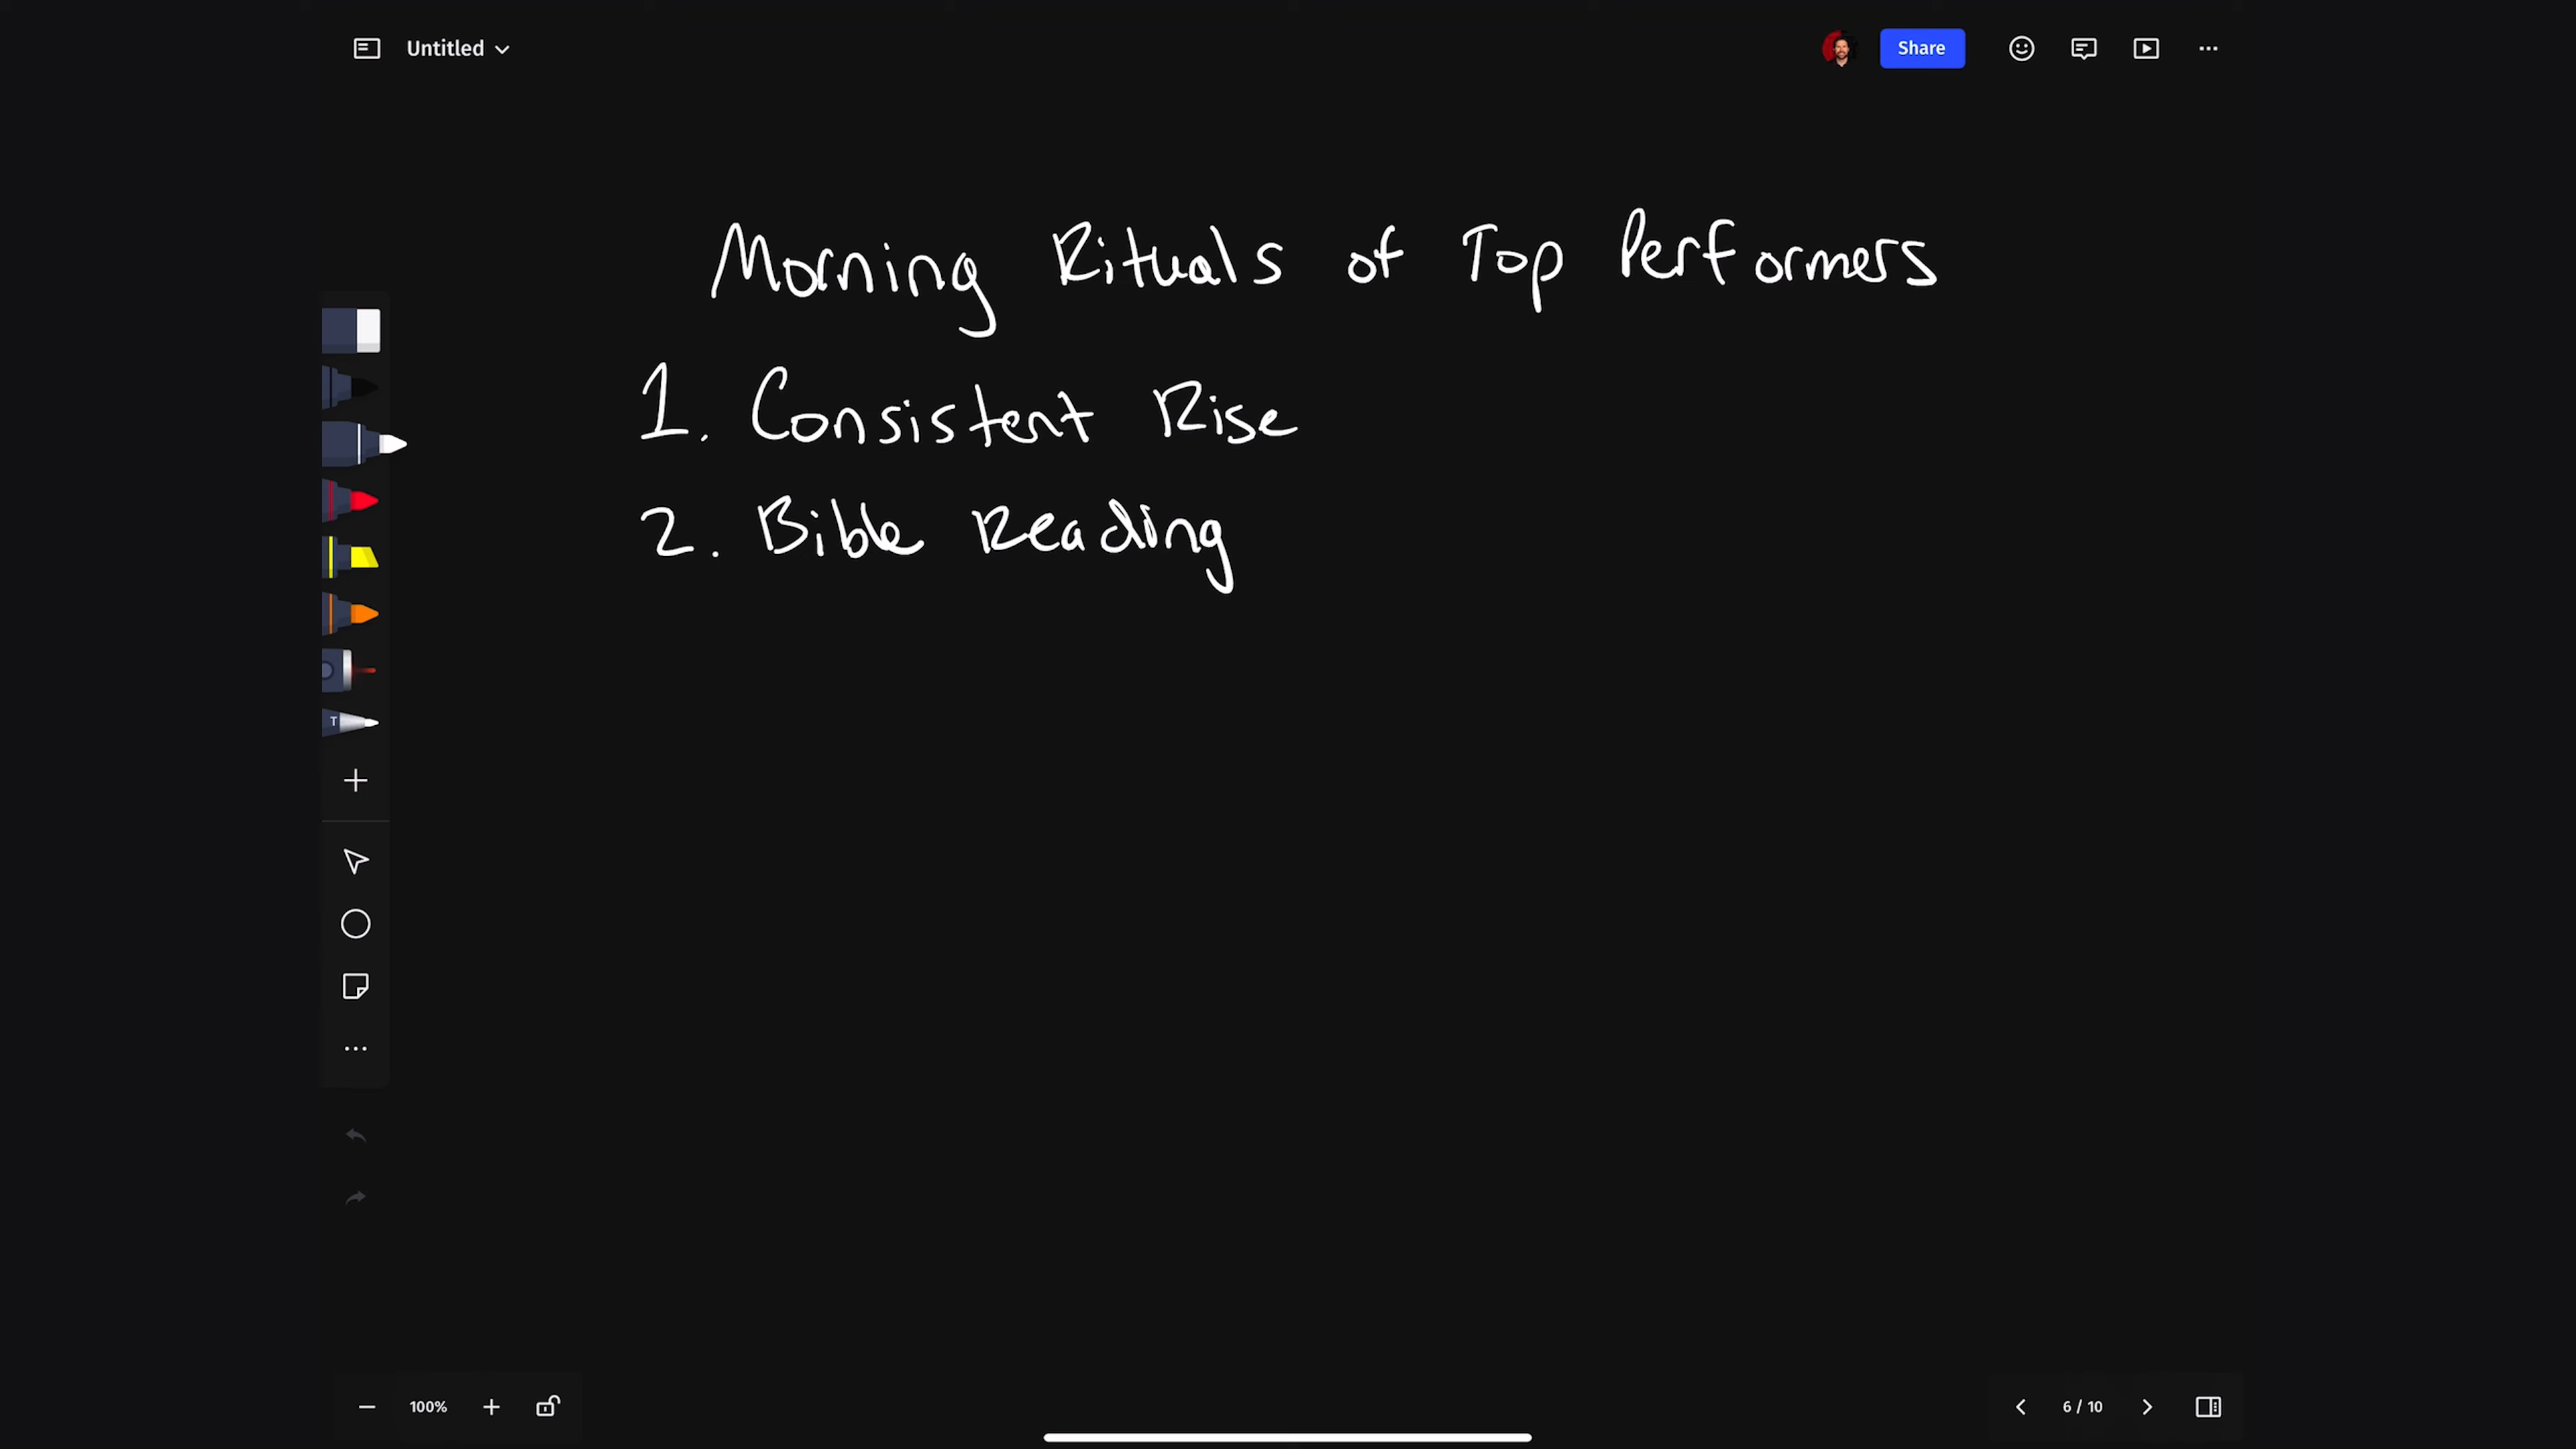 Untitled
Share
Morning Rituals of Top Performers
1. Consistent Rise
2. Bible Reading
T
100%
6 / 10